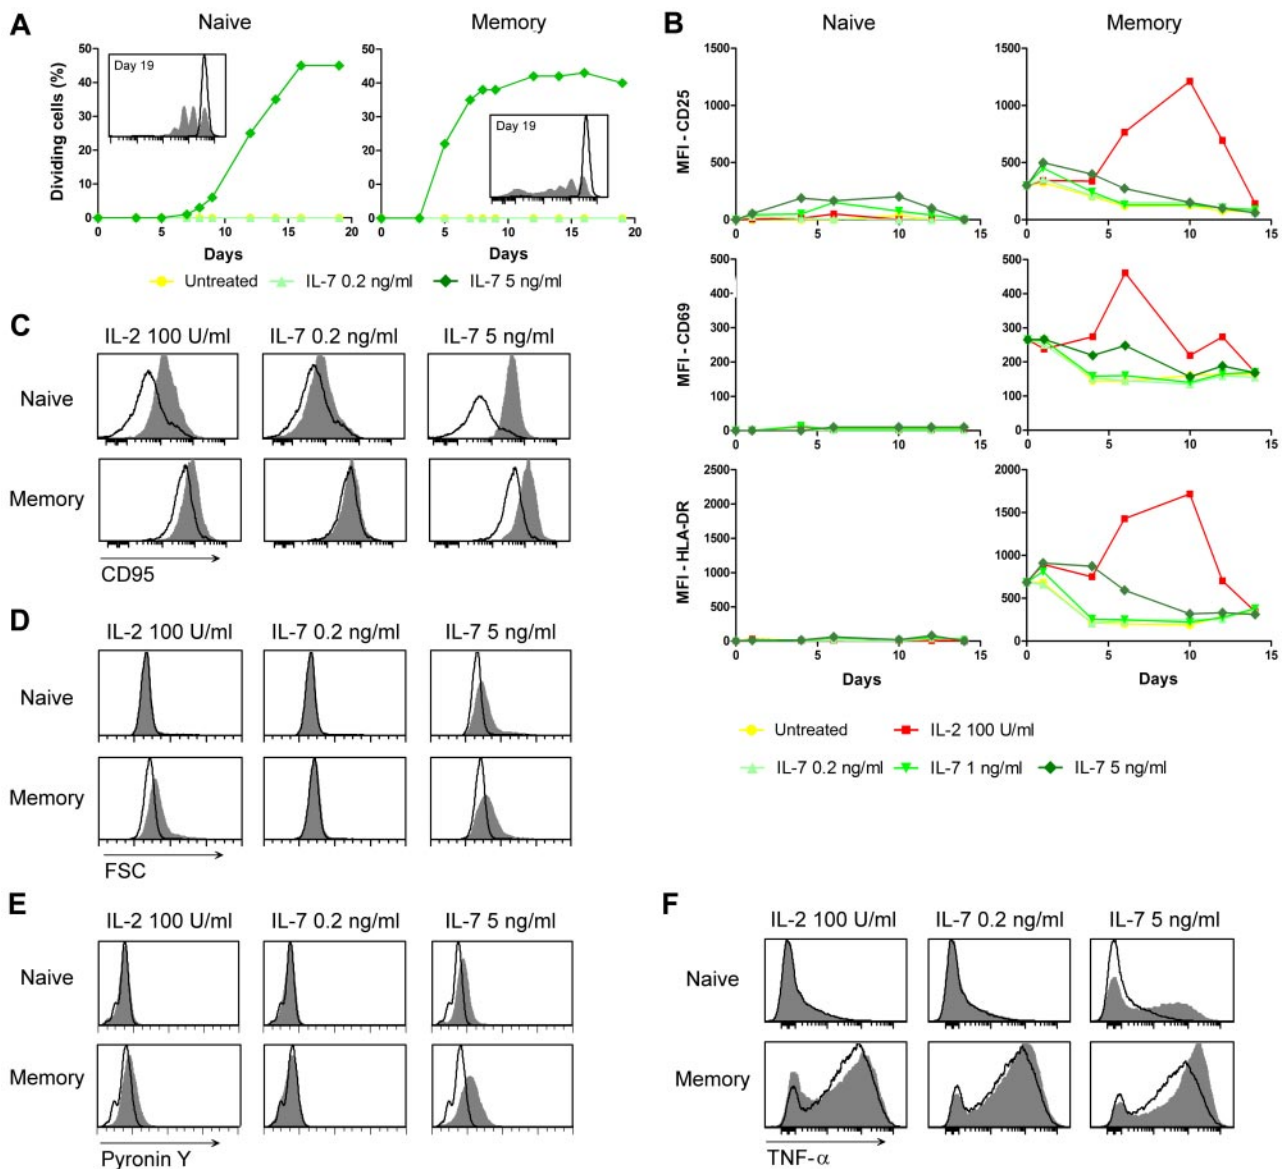 A
Naive
Memory
Dividing cells (%)
50
40
30
20
10
0
Day 19
0
5
10
15
20
Days
50
40
30
20
0
0
Day 19
0
5
10
15
20
Days
Untreated
IL-7 0.2 ng/ml
IL-7 5 ng/ml
B
Naive
Memory
MFI - CD25
1500
1000
500
0
0
5
10
15
1500
1000
500
0
0
5
10
15
MFI - CD69
500
400
300
200
100
0
0
5
10
15
500
400
300
200
100
0
0
5
10
15
MFI - HLA-DR
2500
2000
1500
1000
500
0
0
5
10
15
Days
2000
1500
1000
500
0
0
5
10
15
Days
Untreated
IL-2 100 U/ml
IL-7 0.2 ng/ml
IL-7 1 ng/ml
IL-7 5 ng/ml
C
IL-2 100 U/ml
IL-7 0.2 ng/ml
IL-7 5 ng/ml
Naive
Memory
CD95
D
IL-2 100 U/ml
IL-7 0.2 ng/ml
IL-7 5 ng/ml
Naive
Memory
FSC
E
IL-2 100 U/ml
IL-7 0.2 ng/ml
IL-7 5 ng/ml
Naive
Memory
Pyronin Y
F
IL-2 100 U/ml
IL-7 0.2 ng/ml
IL-7 5 ng/ml
Naive
Memory
TNF-α